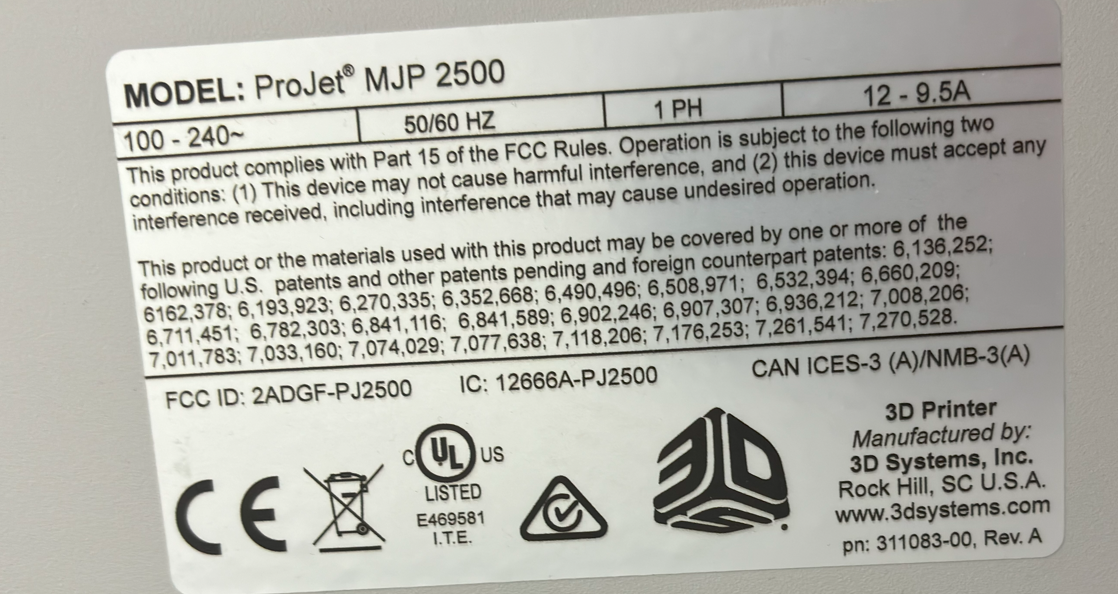 MODEL: ProJet® MJP 2500
100 - 240~ 50/60 HZ 1 PH 12 - 9.5A
This product complies with Part 15 of the FCC Rules. Operation is subject to the following two
conditions: (1) This device may not cause harmful interference, and (2) this device must accept any
interference received, including interference that may cause undesired operation.
This product or the materials used with this product may be covered by one or more of the
following U.S. patents and other patents pending and foreign counterpart patents: 6,136,252;
6162,378; 6,193,923; 6,270,335; 6,352,668; 6,490,496; 6,508,971; 6,532,394; 6,660,209;
6,711,451; 6,782,303; 6,841,116; 6,841,589; 6,902,246; 6,907,307; 6,936,212; 7,008,206;
7,011,783; 7,033,160; 7,074,029; 7,077,638; 7,118,206; 7,176,253; 7,261,541; 7,270,528.
FCC ID: 2ADGF-PJ2500 IC: 12666A-PJ2500 CAN ICES-3 (A)/NMB-3(A)
CE
C UL US
LISTED
E469581
I.T.E.
3DS
3D Printer
Manufactured by:
3D Systems, Inc.
Rock Hill, SC U.S.A.
www.3dsystems.com
pn: 311083-00, Rev. A